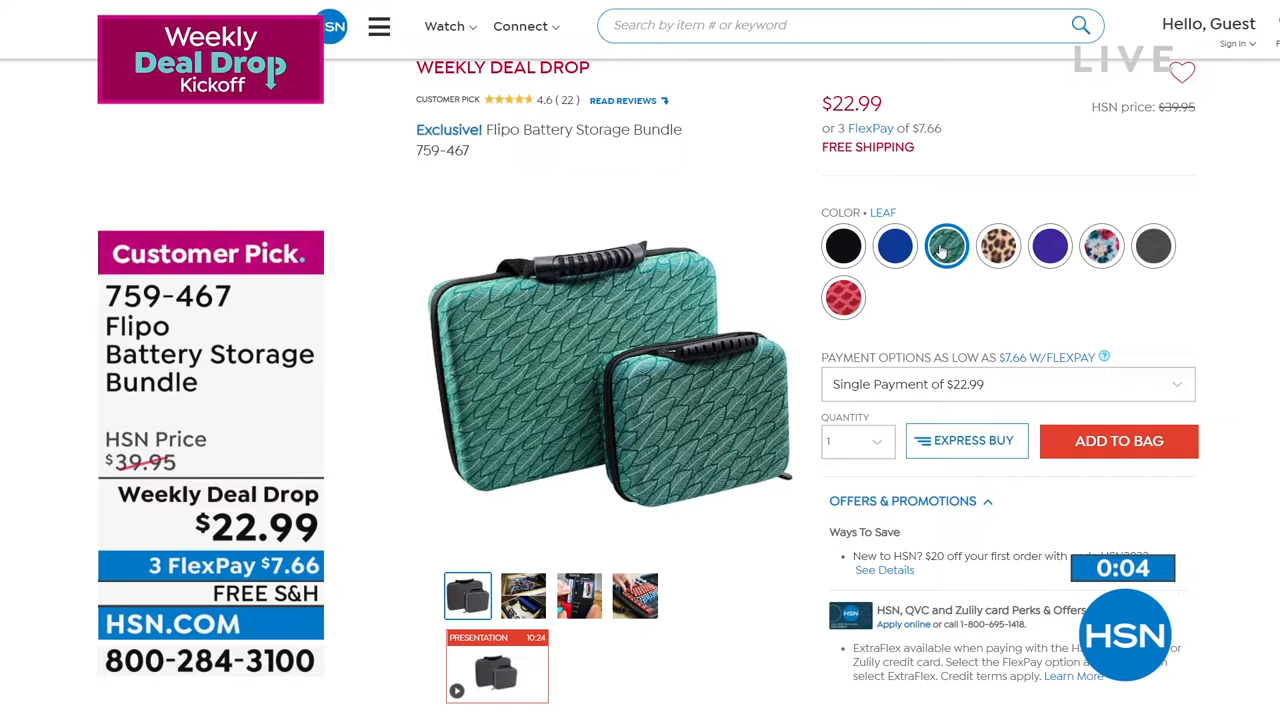 Weekly
Deal Drop
Kickoff
SN
Watch
Connect
Search by item # or keyword
Hello, Guest
Sign In
LIVE
WEEKLY DEAL DROP
CUSTOMER PICK
4.6 ( 22 )
READ REVIEWS
Exclusive! Flipo Battery Storage Bundle
759-467
$22.99
HSN price: $39.95
or 3 FlexPay of $7.66
FREE SHIPPING
COLOR • LEAF
PAYMENT OPTIONS AS LOW AS $7.66 W/FLEXPAY ?
Single Payment of $22.99
QUANTITY
1
EXPRESS BUY
ADD TO BAG
OFFERS & PROMOTIONS
Ways To Save
• New to HSN? $20 off your first order with
See Details
0:04
HSN
HSN, QVC and Zulily card Perks & Offers
Apply online or call 1-800-695-1418.
• ExtraFlex available when paying with the
or
Zulily credit card. Select the FlexPay option
select ExtraFlex. Credit terms apply. Learn More
HSN
PRESENTATION 10:24
Customer Pick.
759-467
Flipo
Battery Storage
Bundle
HSN Price
$39.95
Weekly Deal Drop
$22.99
3 FlexPay $7.66
FREE S&H
HSN.COM
800-284-3100